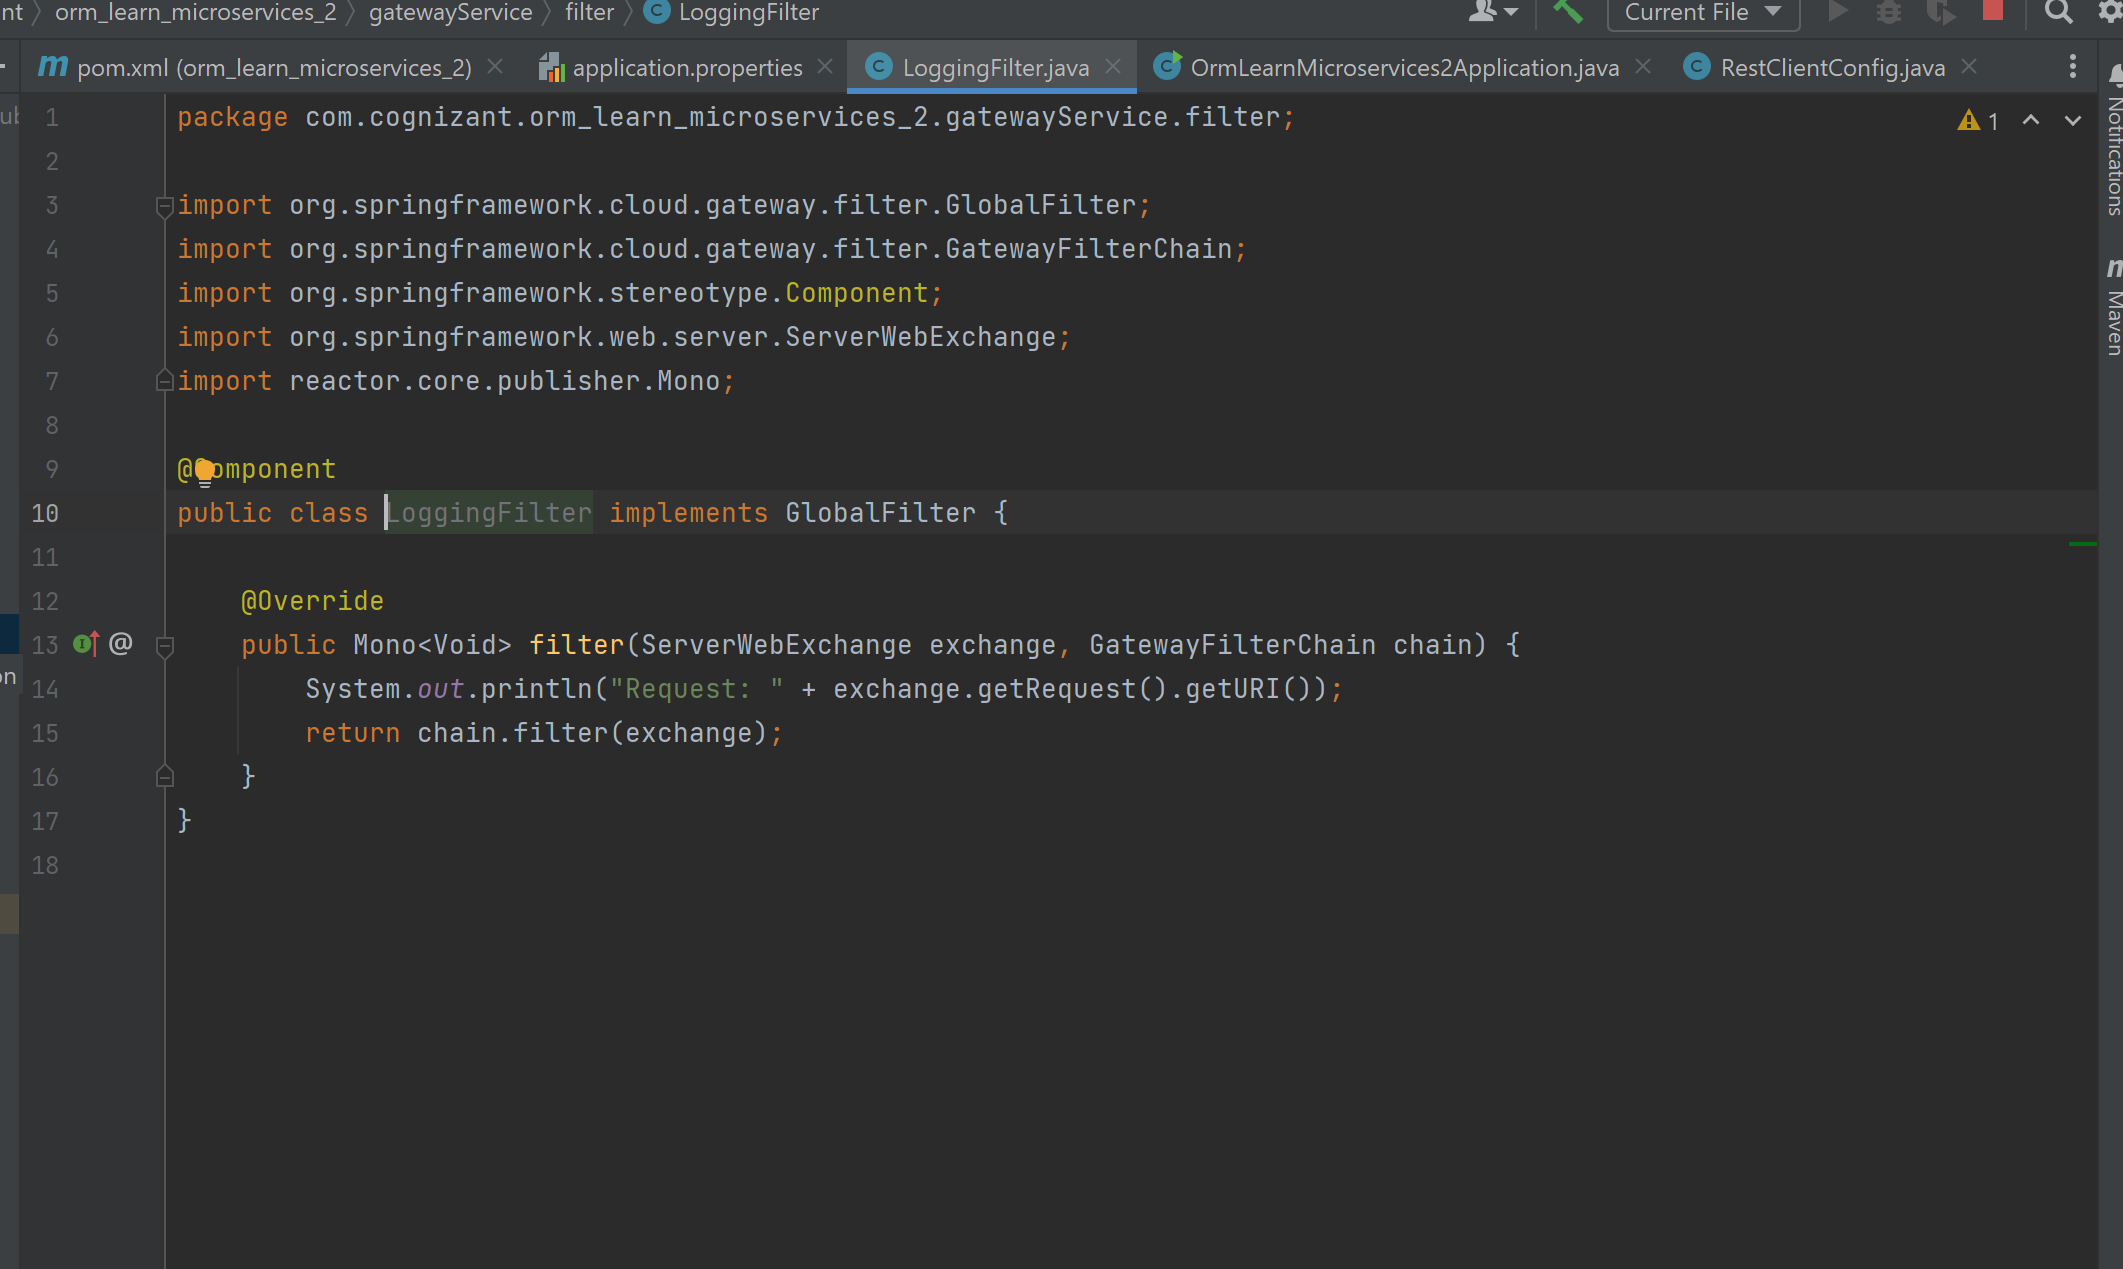 nt 〉 orm_learn_microservices_2 〉 gatewayService 〉 filter 〉 C LoggingFilter
Current File
m pom.xml (orm_learn_microservices_2)
application.properties
C LoggingFilter.java
C OrmLearnMicroservices2Application.java
C RestClientConfig.java
1 package com.cognizant.orm_learn_microservices_2.gatewayService.filter;
1
2
3 import org.springframework.cloud.gateway.filter.GlobalFilter;
4 import org.springframework.cloud.gateway.filter.GatewayFilterChain;
5 import org.springframework.stereotype.Component;
6 import org.springframework.web.server.ServerWebExchange;
7 import reactor.core.publisher.Mono;
8
9 @Component
10 public class LoggingFilter implements GlobalFilter {
11
12     @Override
13     public Mono<Void> filter(ServerWebExchange exchange, GatewayFilterChain chain) {
14         System.out.println("Request: " + exchange.getRequest().getURI());
15         return chain.filter(exchange);
16     }
17 }
18
ub
on
Notifications
m Maven